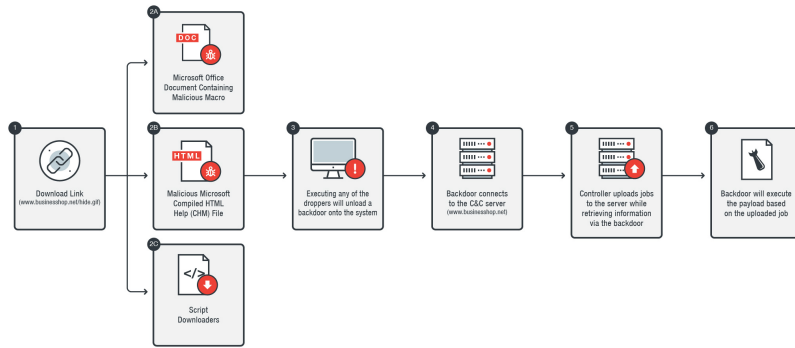 2A
DOC
Microsoft Office
Document Containing
Malicious Macro
1
Download Link
(www.businesshop.net/hide.gif)
2B
HTML
Malicious Microsoft
Compiled HTML
Help (CHM) File
2C
</>
Script
Downloaders
3
Executing any of the
droppers will unload a
backdoor onto the system
4
Backdoor connects
to the C&C server
(www.businesshop.net)
5
Controller uploads jobs
to the server while
retrieving information
via the backdoor
6
Backdoor will execute
the payload based
on the uploaded job